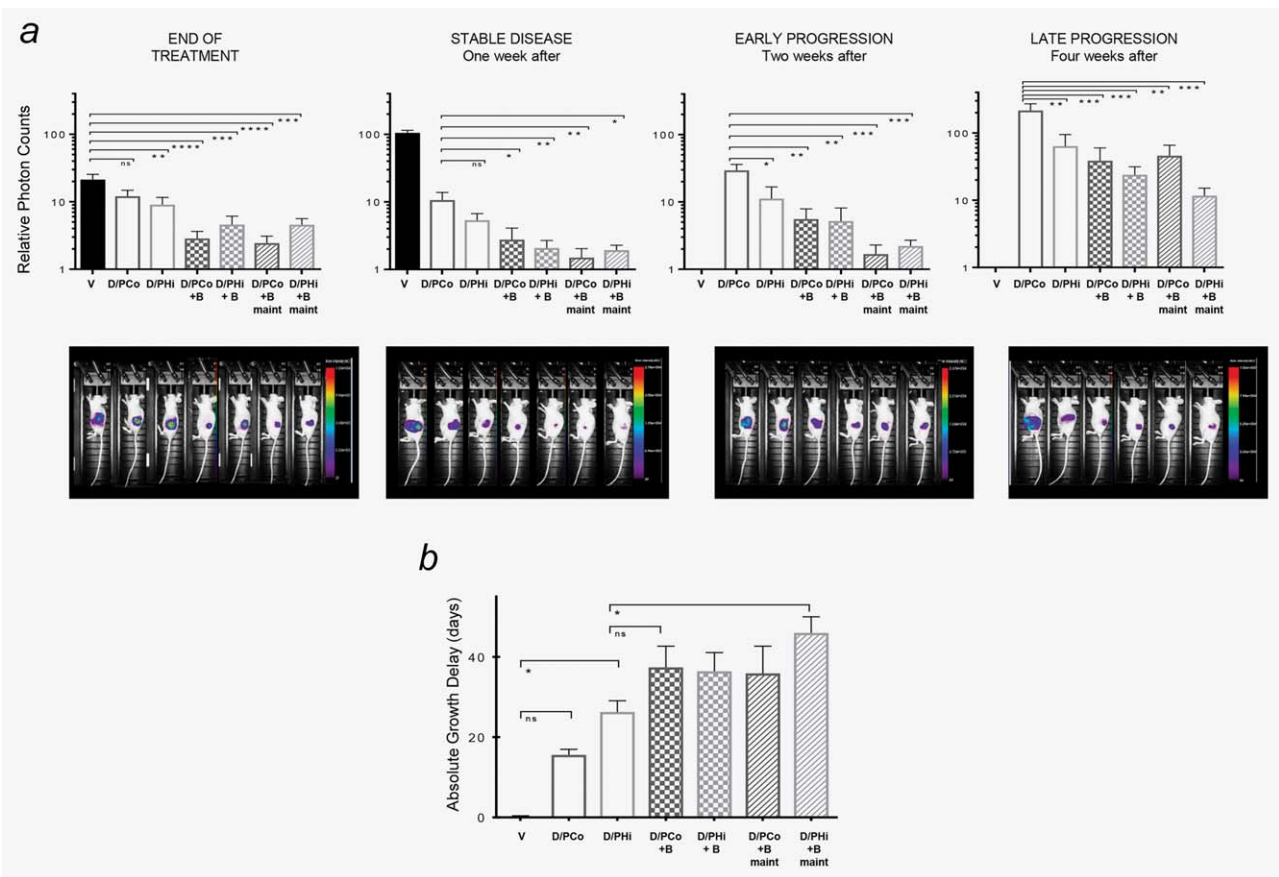 a
END OF
TREATMENT
STABLE DISEASE
One week after
EARLY PROGRESSION
Two weeks after
LATE PROGRESSION
Four weeks after
Relative Photon Counts
100
10
1
ns
* *
* * * *
* * *
* * * *
* * *
V D/PCo D/PHi D/PCo D/PHi D/PCo D/PHi
+B + B +B +B
maint maint
100
10
1
ns
*
* *
* *
*
V D/PCo D/PHi D/PCo D/PHi D/PCo D/PHi
+B + B +B +B
maint maint
100
10
1
*
* *
* *
* * *
* * *
V D/PCo D/PHi D/PCo D/PHi D/PCo D/PHi
+B + B +B +B
maint maint
100
10
1
* *
* * *
* * *
* *
* * *
V D/PCo D/PHi D/PCo D/PHi D/PCo D/PHi
+B + B +B +B
maint maint
b
Absolute Growth Delay (days)
40
20
0
ns
*
ns
*
V D/PCo D/PHi D/PCo D/PHi D/PCo D/PHi
+B + B +B +B
maint maint